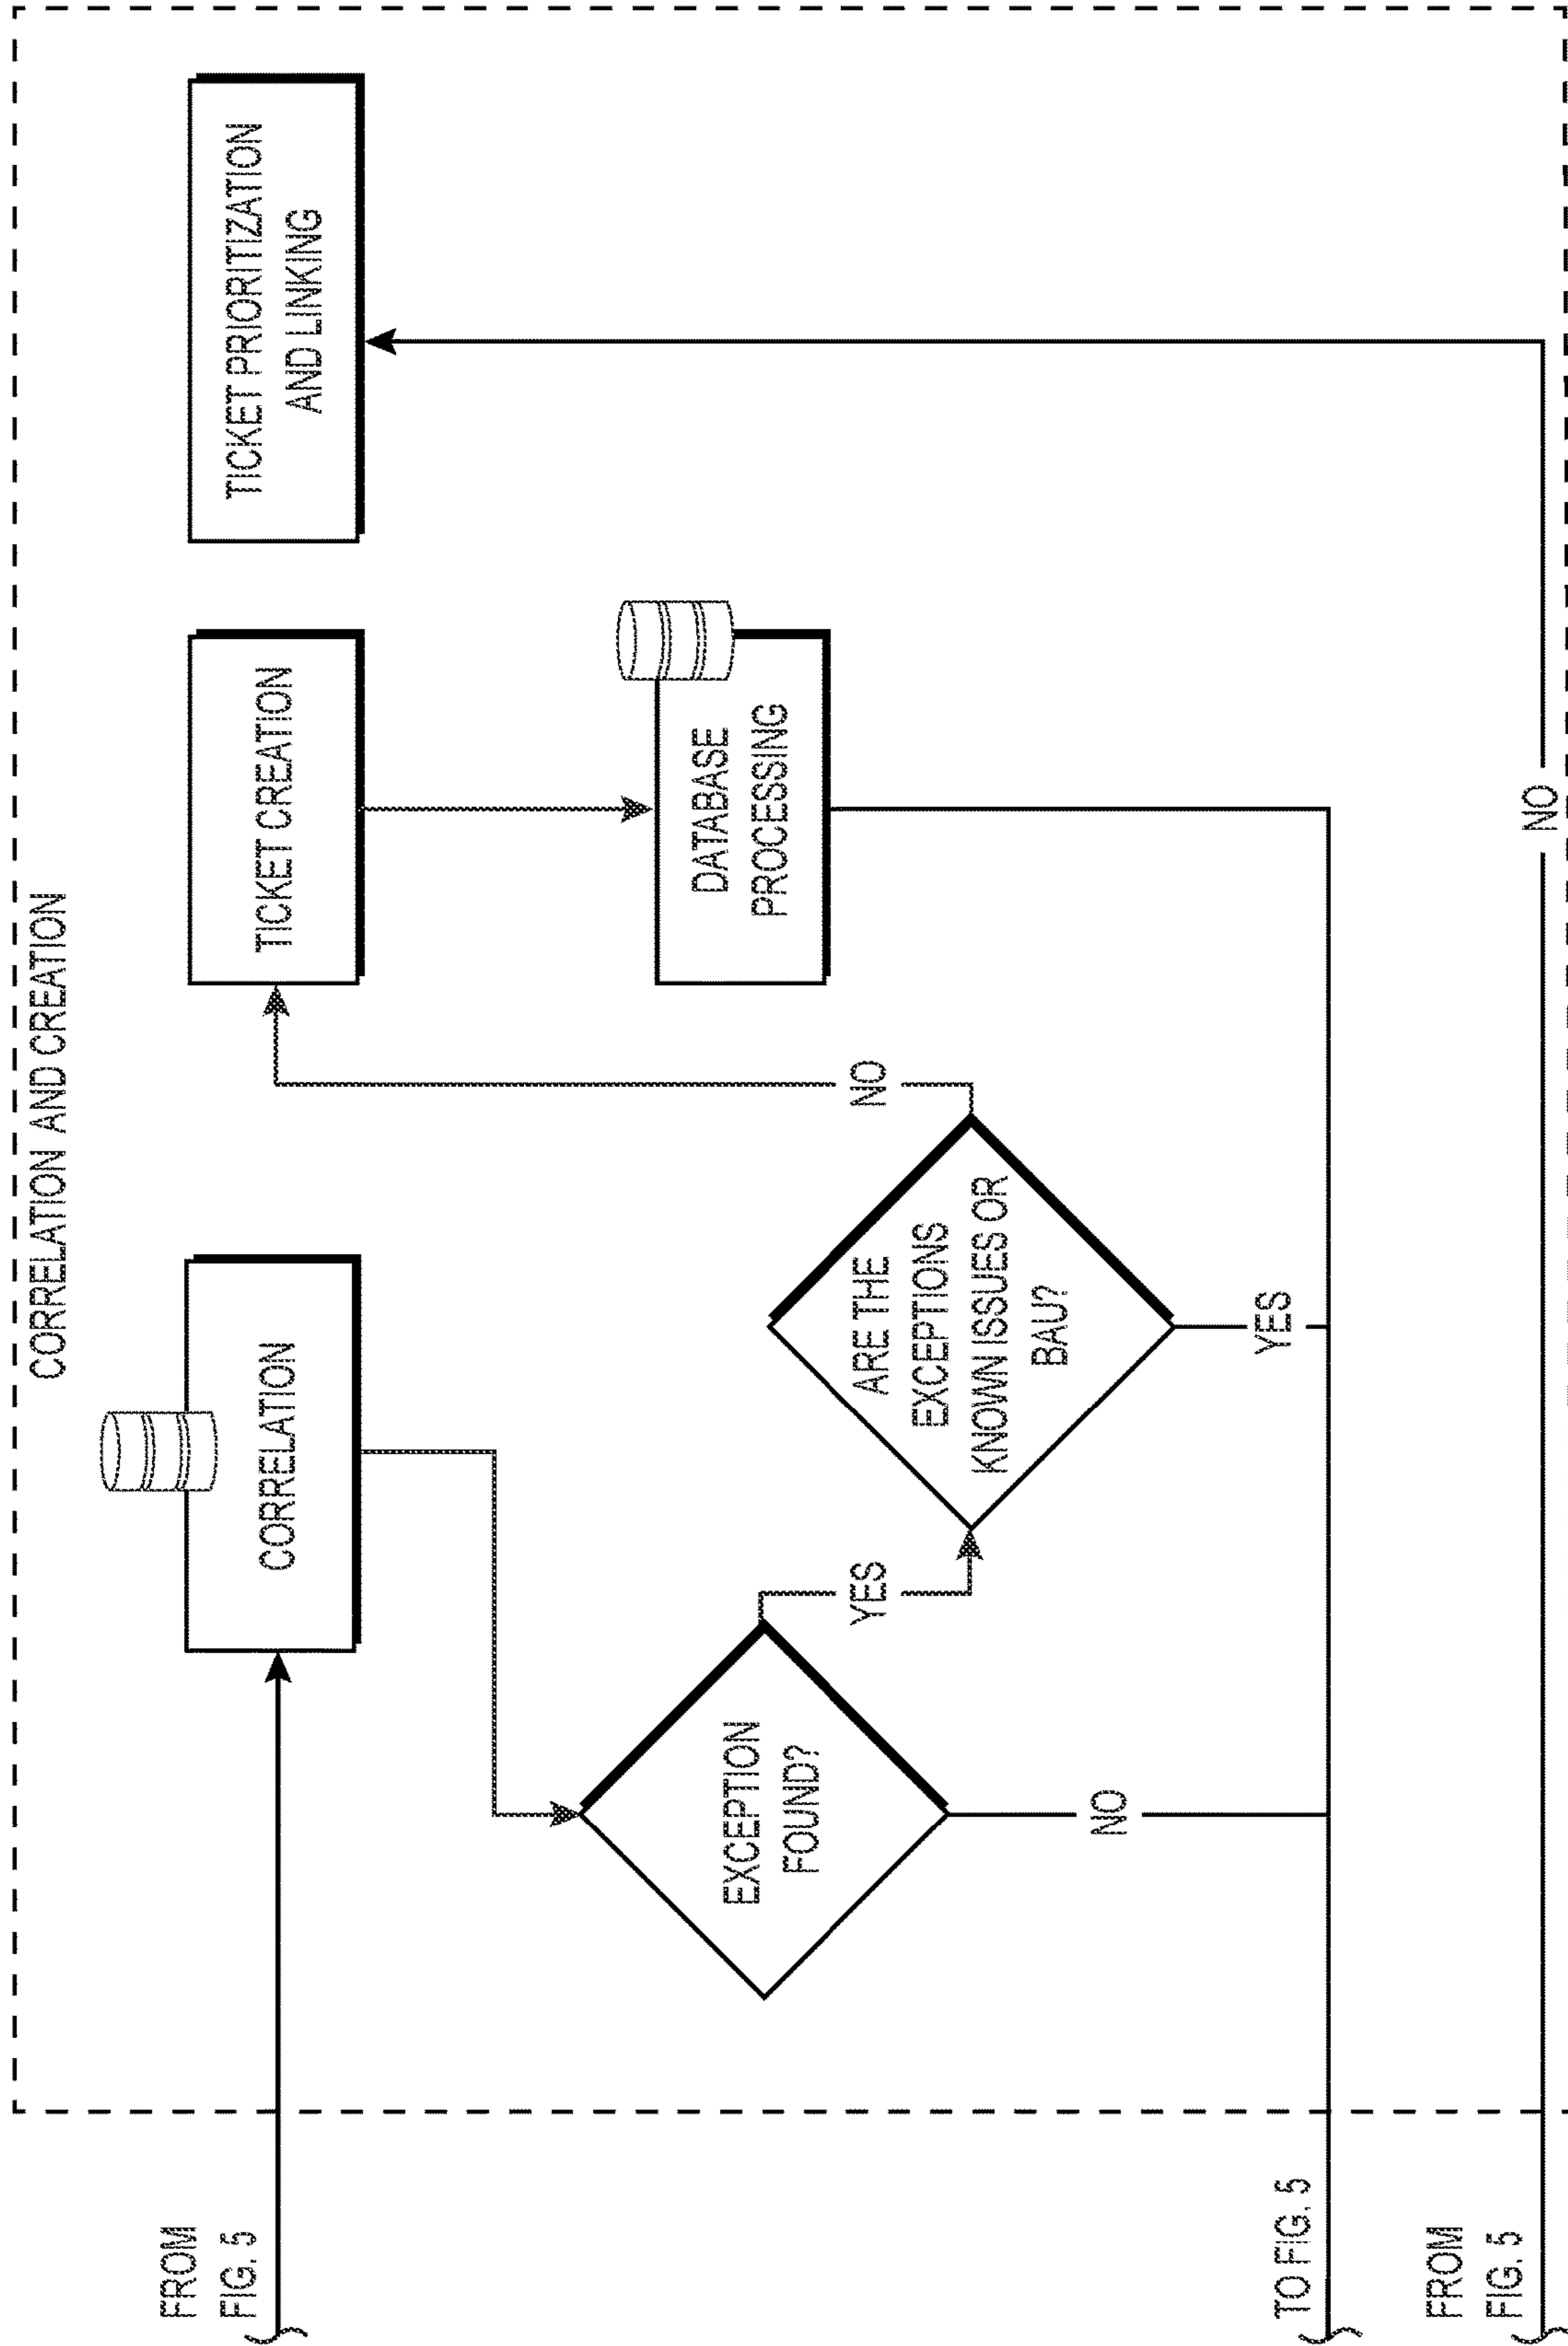 CORRELATION AND CREATION
FROM
FIG. 5
CORRELATION
TICKET CREATION
TICKET PRIORITIZATION
AND LINKING
EXCEPTION
FOUND?
YES
ARE THE
EXCEPTIONS
KNOWN ISSUES OR
BAU?
NO
DATABASE
PROCESSING
NO
YES
TO FIG. 5
FROM
FIG. 5
NO